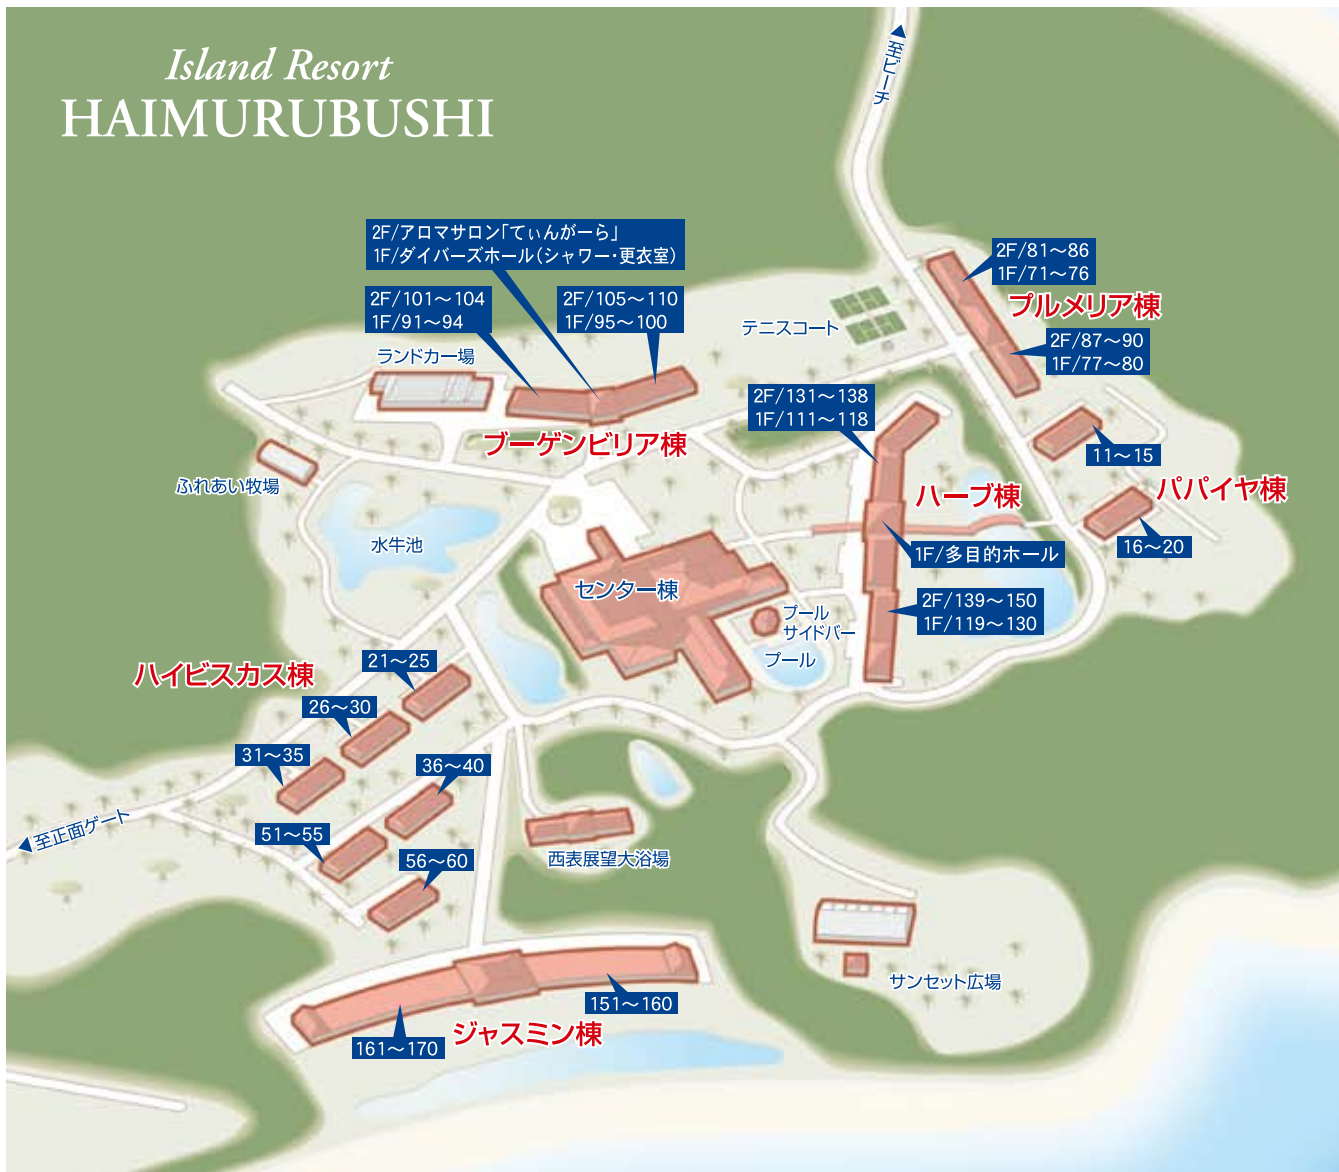 Island Resort
HAIMURUBUSHI
至ビーチ
2F/アロマサロン「てぃんがーら」
1F/ダイバーズホール(シャワー・更衣室)
2F/101〜104
1F/91〜94
2F/105〜110
1F/95〜100
2F/81〜86
1F/71〜76
プルメリア棟
2F/87〜90
1F/77〜80
テニスコート
ランドカー場
2F/131〜138
1F/111〜118
ブーゲンビリア棟
11〜15
ふれあい牧場
ハーブ棟
パパイヤ棟
水牛池
1F/多目的ホール
16〜20
センター棟
2F/139〜150
1F/119〜130
プール
サイドバー
プール
ハイビスカス棟
21〜25
26〜30
31〜35
36〜40
至正面ゲート
51〜55
56〜60
西表展望大浴場
サンセット広場
151〜160
ジャスミン棟
161〜170